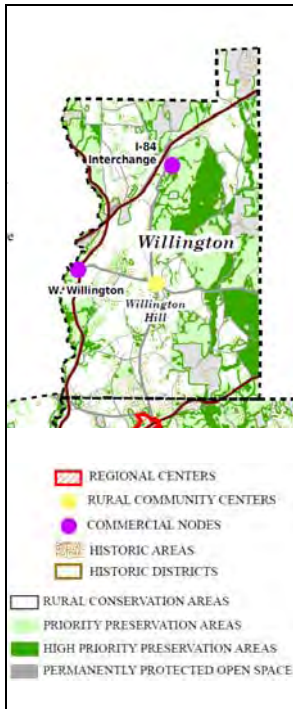 I-84
Interchange
e
Willington
W. Willington
Willington
Hill
REGIONAL CENTERS
RURAL COMMUNITY CENTERS
COMMERCIAL NODES
HISTORIC AREAS
HISTORIC DISTRICTS
RURAL CONSERVATION AREAS
PRIORITY PRESERVATION AREAS
HIGH PRIORITY PRESERVATION AREAS
PERMANENTLY PROTECTED OPEN SPACE